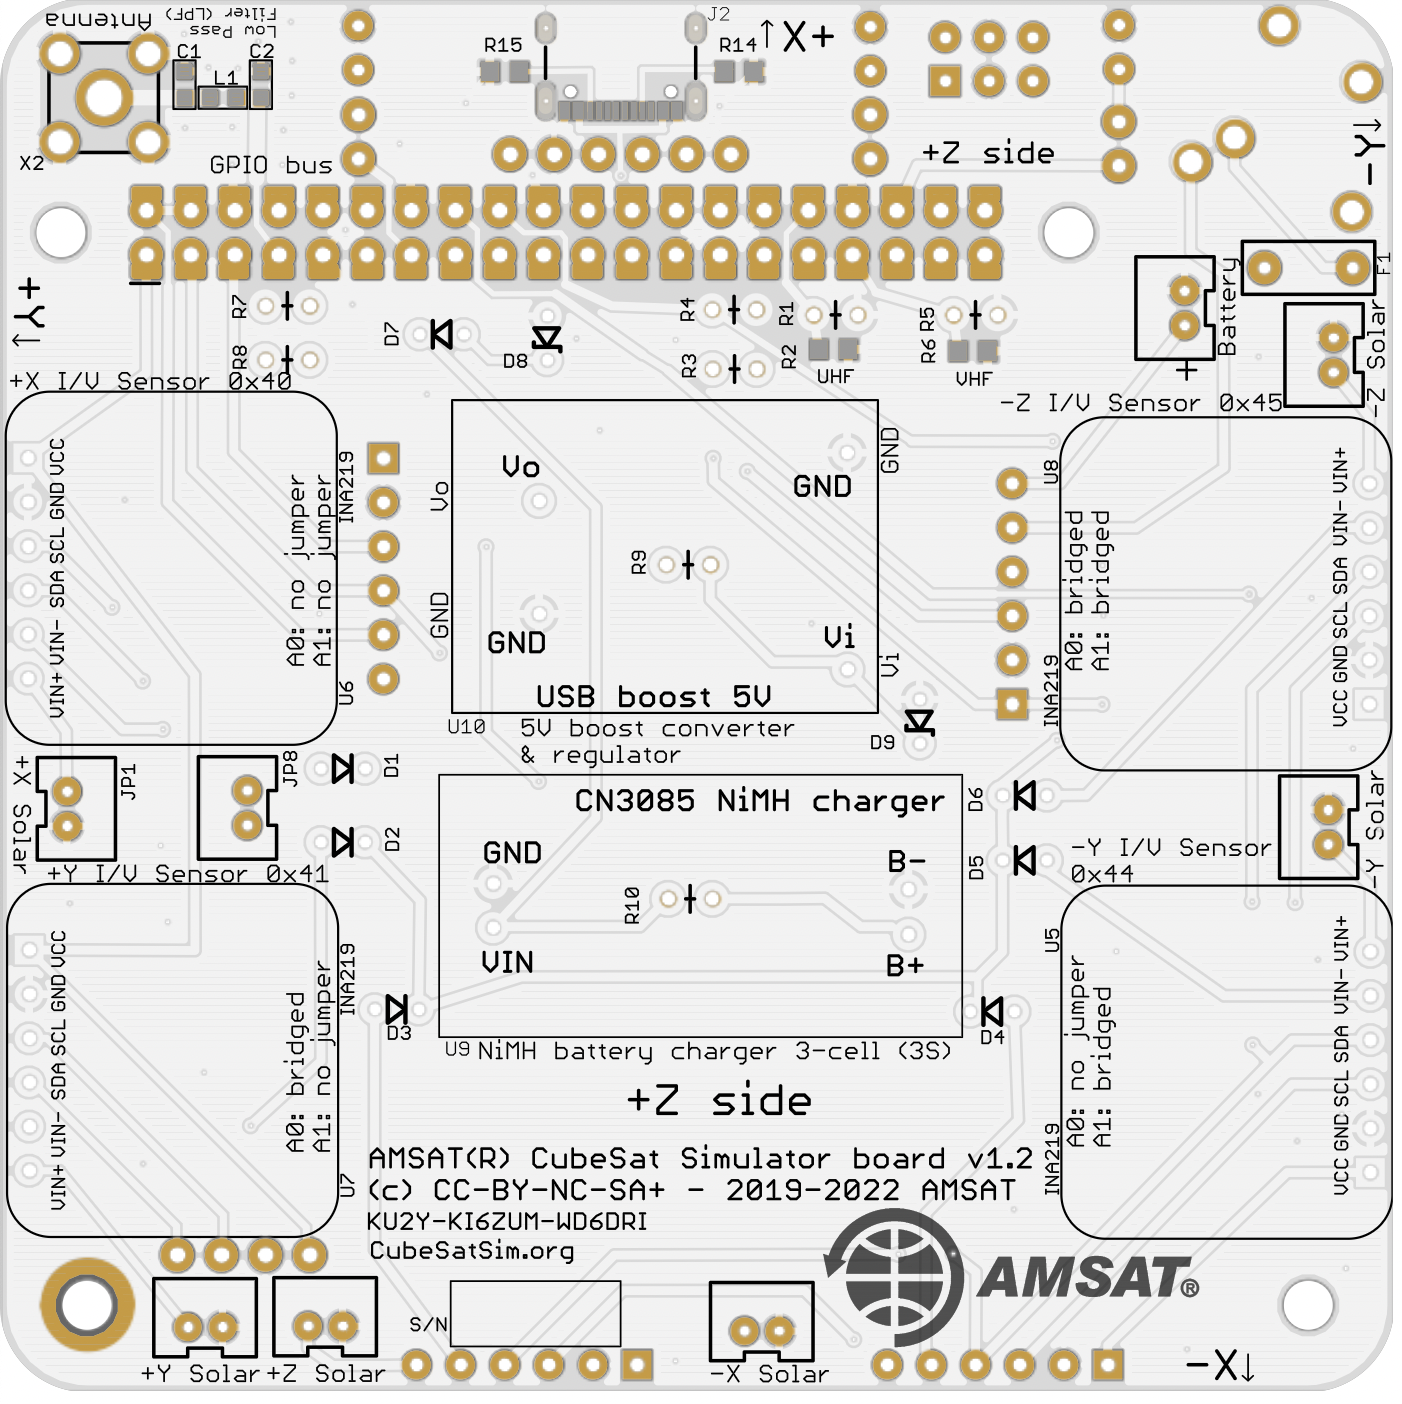 Antenna
Low Pass
Filter (LPF)
C1
C2
L1
X2
R15
J2
R14
↑X+
GPIO bus
+Z side
-Y↓
+Y↑
R7
R8
D7
D8
R4
R3
R1
R2
UHF
R5
R6
VHF
Battery
+
F1
-Z Solar
+X I/V Sensor 0x40
VCC
GND
SCL
SDA
VIN-
VIN+
A0: no jumper
A1: no jumper
INA219
U6
Vo
Vo
GND
GND
R9
GND
GND
Vi
Vi
USB boost 5V
U10
5V boost converter
& regulator
D9
-Z I/V Sensor 0x45
U8
A0: bridged
A1: bridged
INA219
VIN+
VIN-
SDA
SCL
GND
VCC
+X Solar
JP1
JP8
D1
D2
CN3085 NiMH charger
GND
VIN
R10
B-
B+
U9
NiMH battery charger 3-cell (3S)
D6
D5
-Y I/V Sensor
0x44
-Y Solar
+Y I/V Sensor 0x41
VCC
GND
SCL
SDA
VIN-
VIN+
A0: bridged
A1: no jumper
INA219
U7
D3
D4
U5
A0: no jumper
A1: bridged
INA219
VIN+
VIN-
SDA
SCL
GND
VCC
+Z side
AMSAT(R) CubeSat Simulator board v1.2
(c) CC-BY-NC-SA+ - 2019-2022 AMSAT
KU2Y-KI6ZUM-WD6DRI
CubeSatSim.org
AMSAT®
S/N
+Y Solar
+Z Solar
-X Solar
-X↓